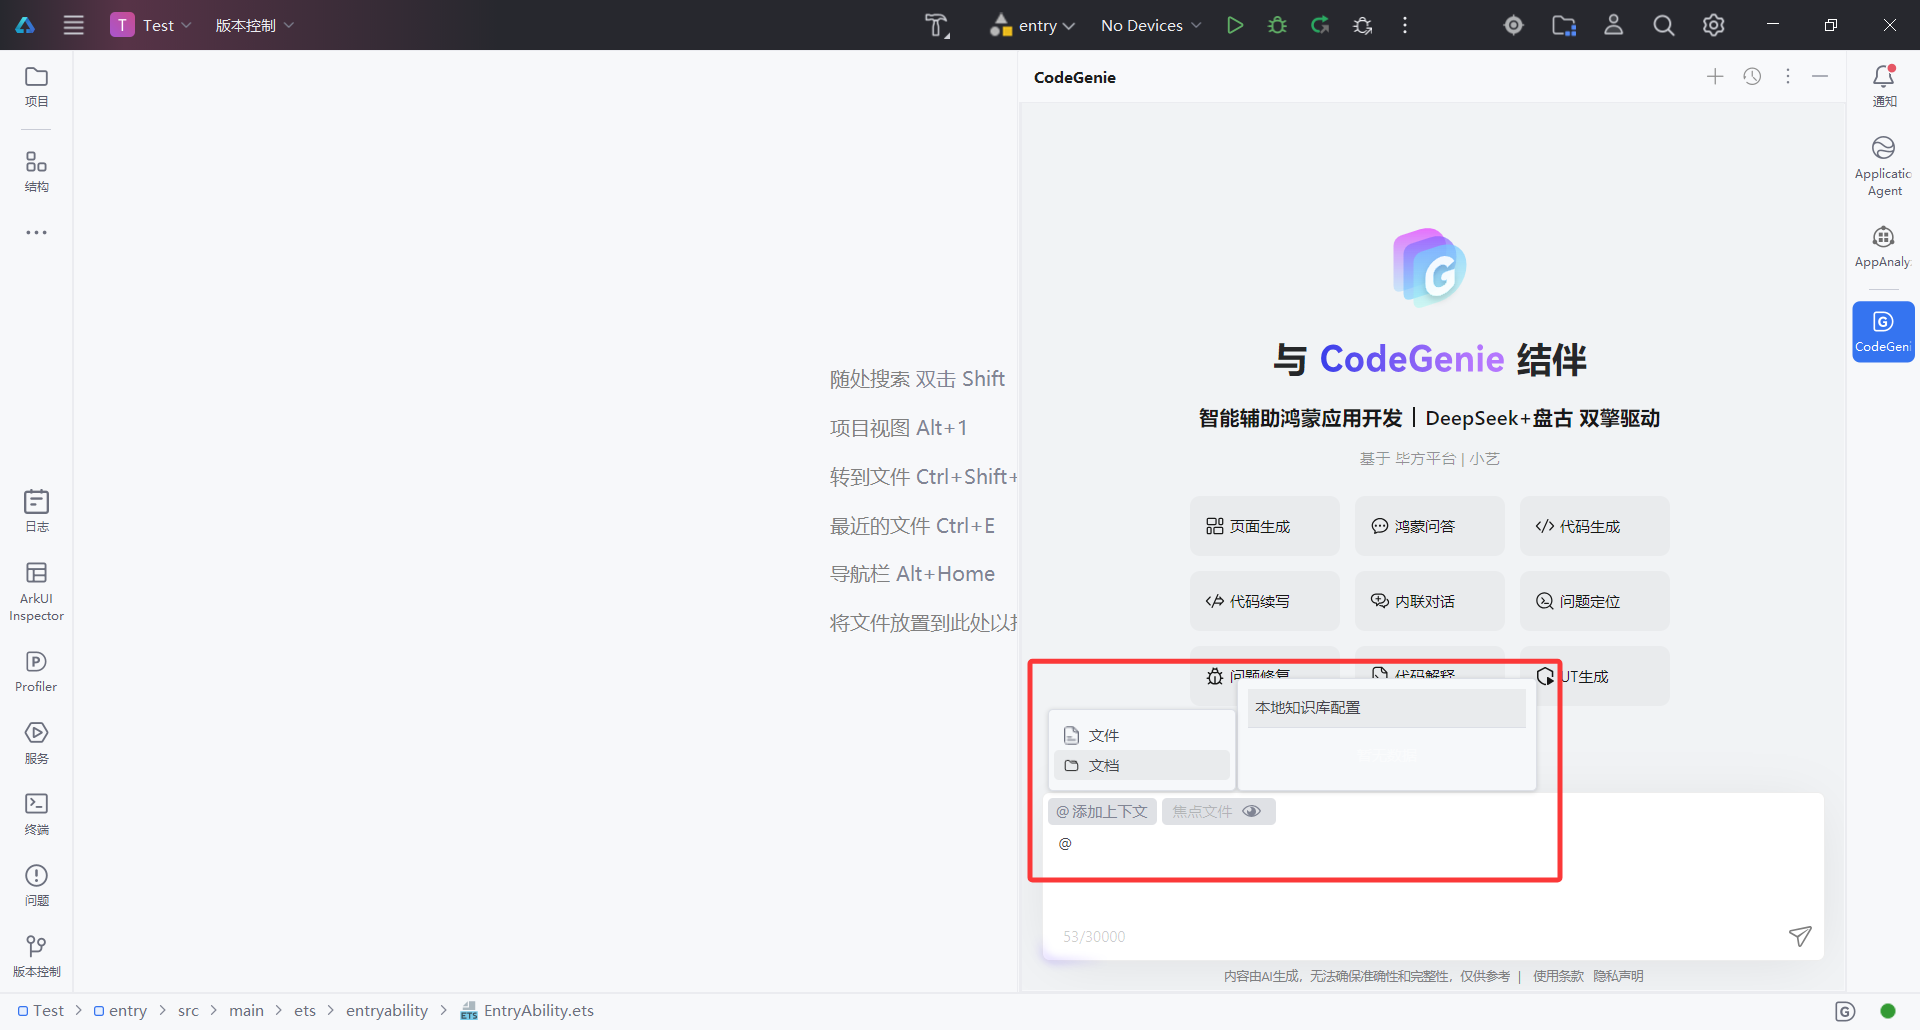 T Test 版本控制 entry No Devices
项目
结构
日志
ArkUI
Inspector
Profiler
服务
终端
问题
版本控制
随处搜索 双击 Shift
项目视图 Alt+1
转到文件 Ctrl+Shift+
最近的文件 Ctrl+E
导航栏 Alt+Home
将文件放置到此处以
CodeGenie
与 CodeGenie 结伴
智能辅助鸿蒙应用开发 | DeepSeek+盘古 双擎驱动
基于 毕方平台 | 小艺
页面生成 鸿蒙问答 代码生成
代码续写 内联对话 问题定位
问题修复 代码解释 UT生成
本地知识库配置
文件
文档
@ 添加上下文 焦点文件
@
53/30000
内容由AI生成，无法确保准确性和完整性，仅供参考 | 使用条款 隐私声明
通知
Applicatic
Agent
AppAnaly
CodeGeni
Test > entry > src > main > ets > entryability > ETS EntryAbility.ets